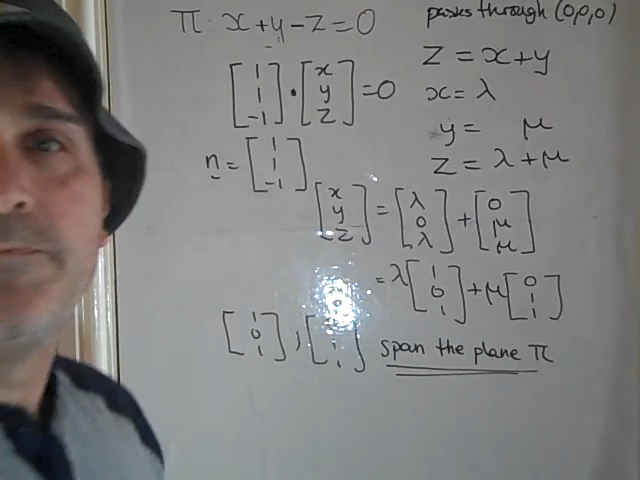 π: x+y-z=0
passes through (0,0,0)
[1 1 -1] • [x y z] =0
n = [1 1 -1]
z = x+y
x = λ
y = μ
z = λ+μ
[x y z] = [λ 0 λ] + [0 μ μ]
= λ[1 0 1] + μ[0 1 1]
[1 0 1] , [ 1 1] span the plane π